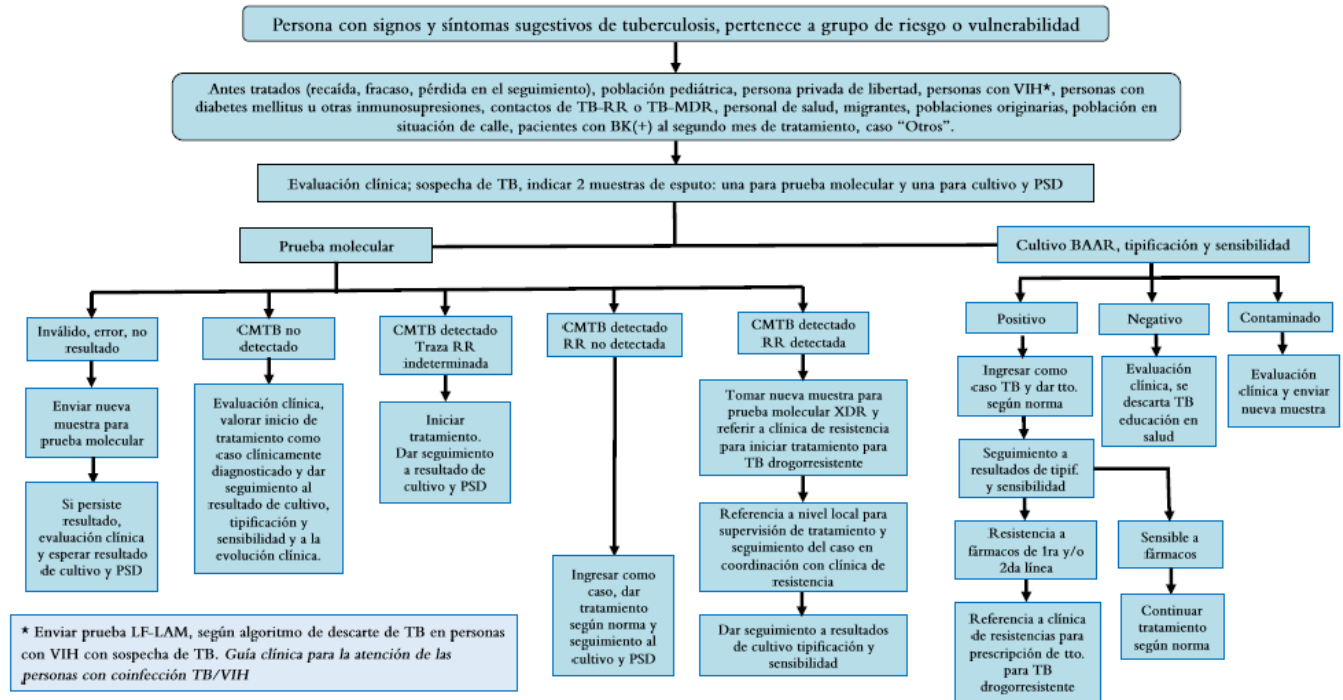 Persona con signos y síntomas sugestivos de tuberculosis, pertenece a grupo de riesgo o vulnerabilidad
Antes tratados (recaída, fracaso, pérdida en el seguimiento), población pediátrica, persona privada de libertad, personas con VIH*, personas con
diabetes mellitus u otras inmunosupresiones, contactos de TB-RR o TB-MDR, personal de salud, migrantes, poblaciones originarias, población en
situación de calle, pacientes con BK(+) al segundo mes de tratamiento, caso "Otros".
Evaluación clínica; sospecha de TB, indicar 2 muestras de esputo: una para prueba molecular y una para cultivo y PSD
Prueba molecular
Inválido, error, no
resultado
Enviar nueva
muestra para
prueba molecular
Si persiste
resultado,
evaluación clínica
y esperar resultado
de cultivo y PSD
CMTB no
detectado
Evaluación clínica,
valorar inicio de
tratamiento como
caso clínicamente
diagnosticado y dar
seguimiento al
resultado de cultivo,
tipificación y
sensibilidad y a la
evolución clínica.
CMTB detectado
Traza RR
indeterminada
Iniciar
tratamiento.
Dar seguimiento
a resultado de
cultivo y PSD
CMTB detectado
RR no detectada
Ingresar como
caso, dar
tratamiento
según norma y
seguimiento al
cultivo y PSD
CMTB detectado
RR detectada
Tomar nueva muestra para
prueba molecular XDR y
referir a clínica de resistencia
para iniciar tratamiento para
TB drogorresistente
Referencia a nivel local para
supervisión de tratamiento y
seguimiento del caso en
coordinación con clínica de
resistencia
Dar seguimiento a resultados
de cultivo tipificación y
sensibilidad
Cultivo BAAR, tipificación y sensibilidad
Positivo
Ingresar como
caso TB y dar tto.
según norma
Seguimiento a
resultados de tipif.
y sensibilidad
Resistencia a
fármacos de 1ra y/o
2da línea
Referencia a clínica
de resistencias para
prescripción de tto.
para TB
drogorresistente
Sensible a
fármacos
Continuar
tratamiento
según norma
Negativo
Evaluación
clínica, se
descarta TB
educación en
salud
Contaminado
Evaluación
clínica y enviar
nueva muestra
* Enviar prueba LF-LAM, según algoritmo de descarte de TB en personas
con VIH con sospecha de TB. Guía clínica para la atención de las
personas con coinfección TB/VIH